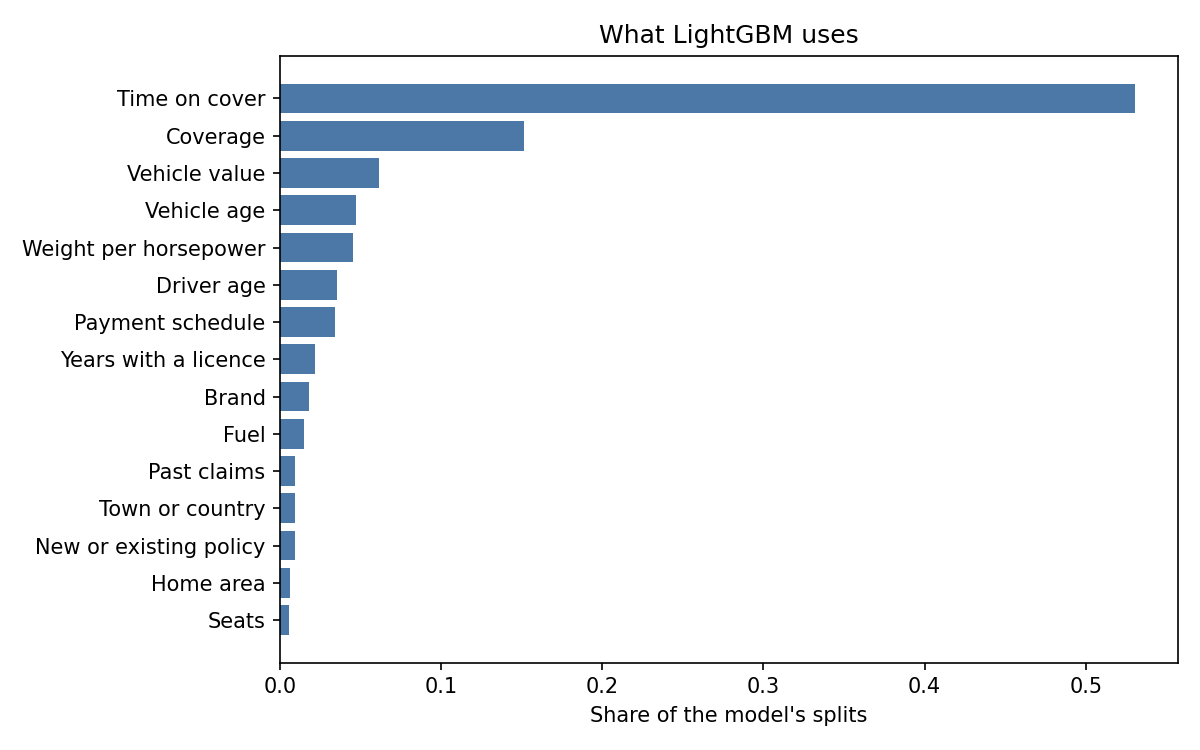 What LightGBM uses
Time on cover
Coverage
Vehicle value
Vehicle age
Weight per horsepower
Driver age
Payment schedule
Years with a licence
Brand
Fuel
Past claims
Town or country
New or existing policy
Home area
Seats
0.0 0.1 0.2 0.3 0.4 0.5
Share of the model's splits